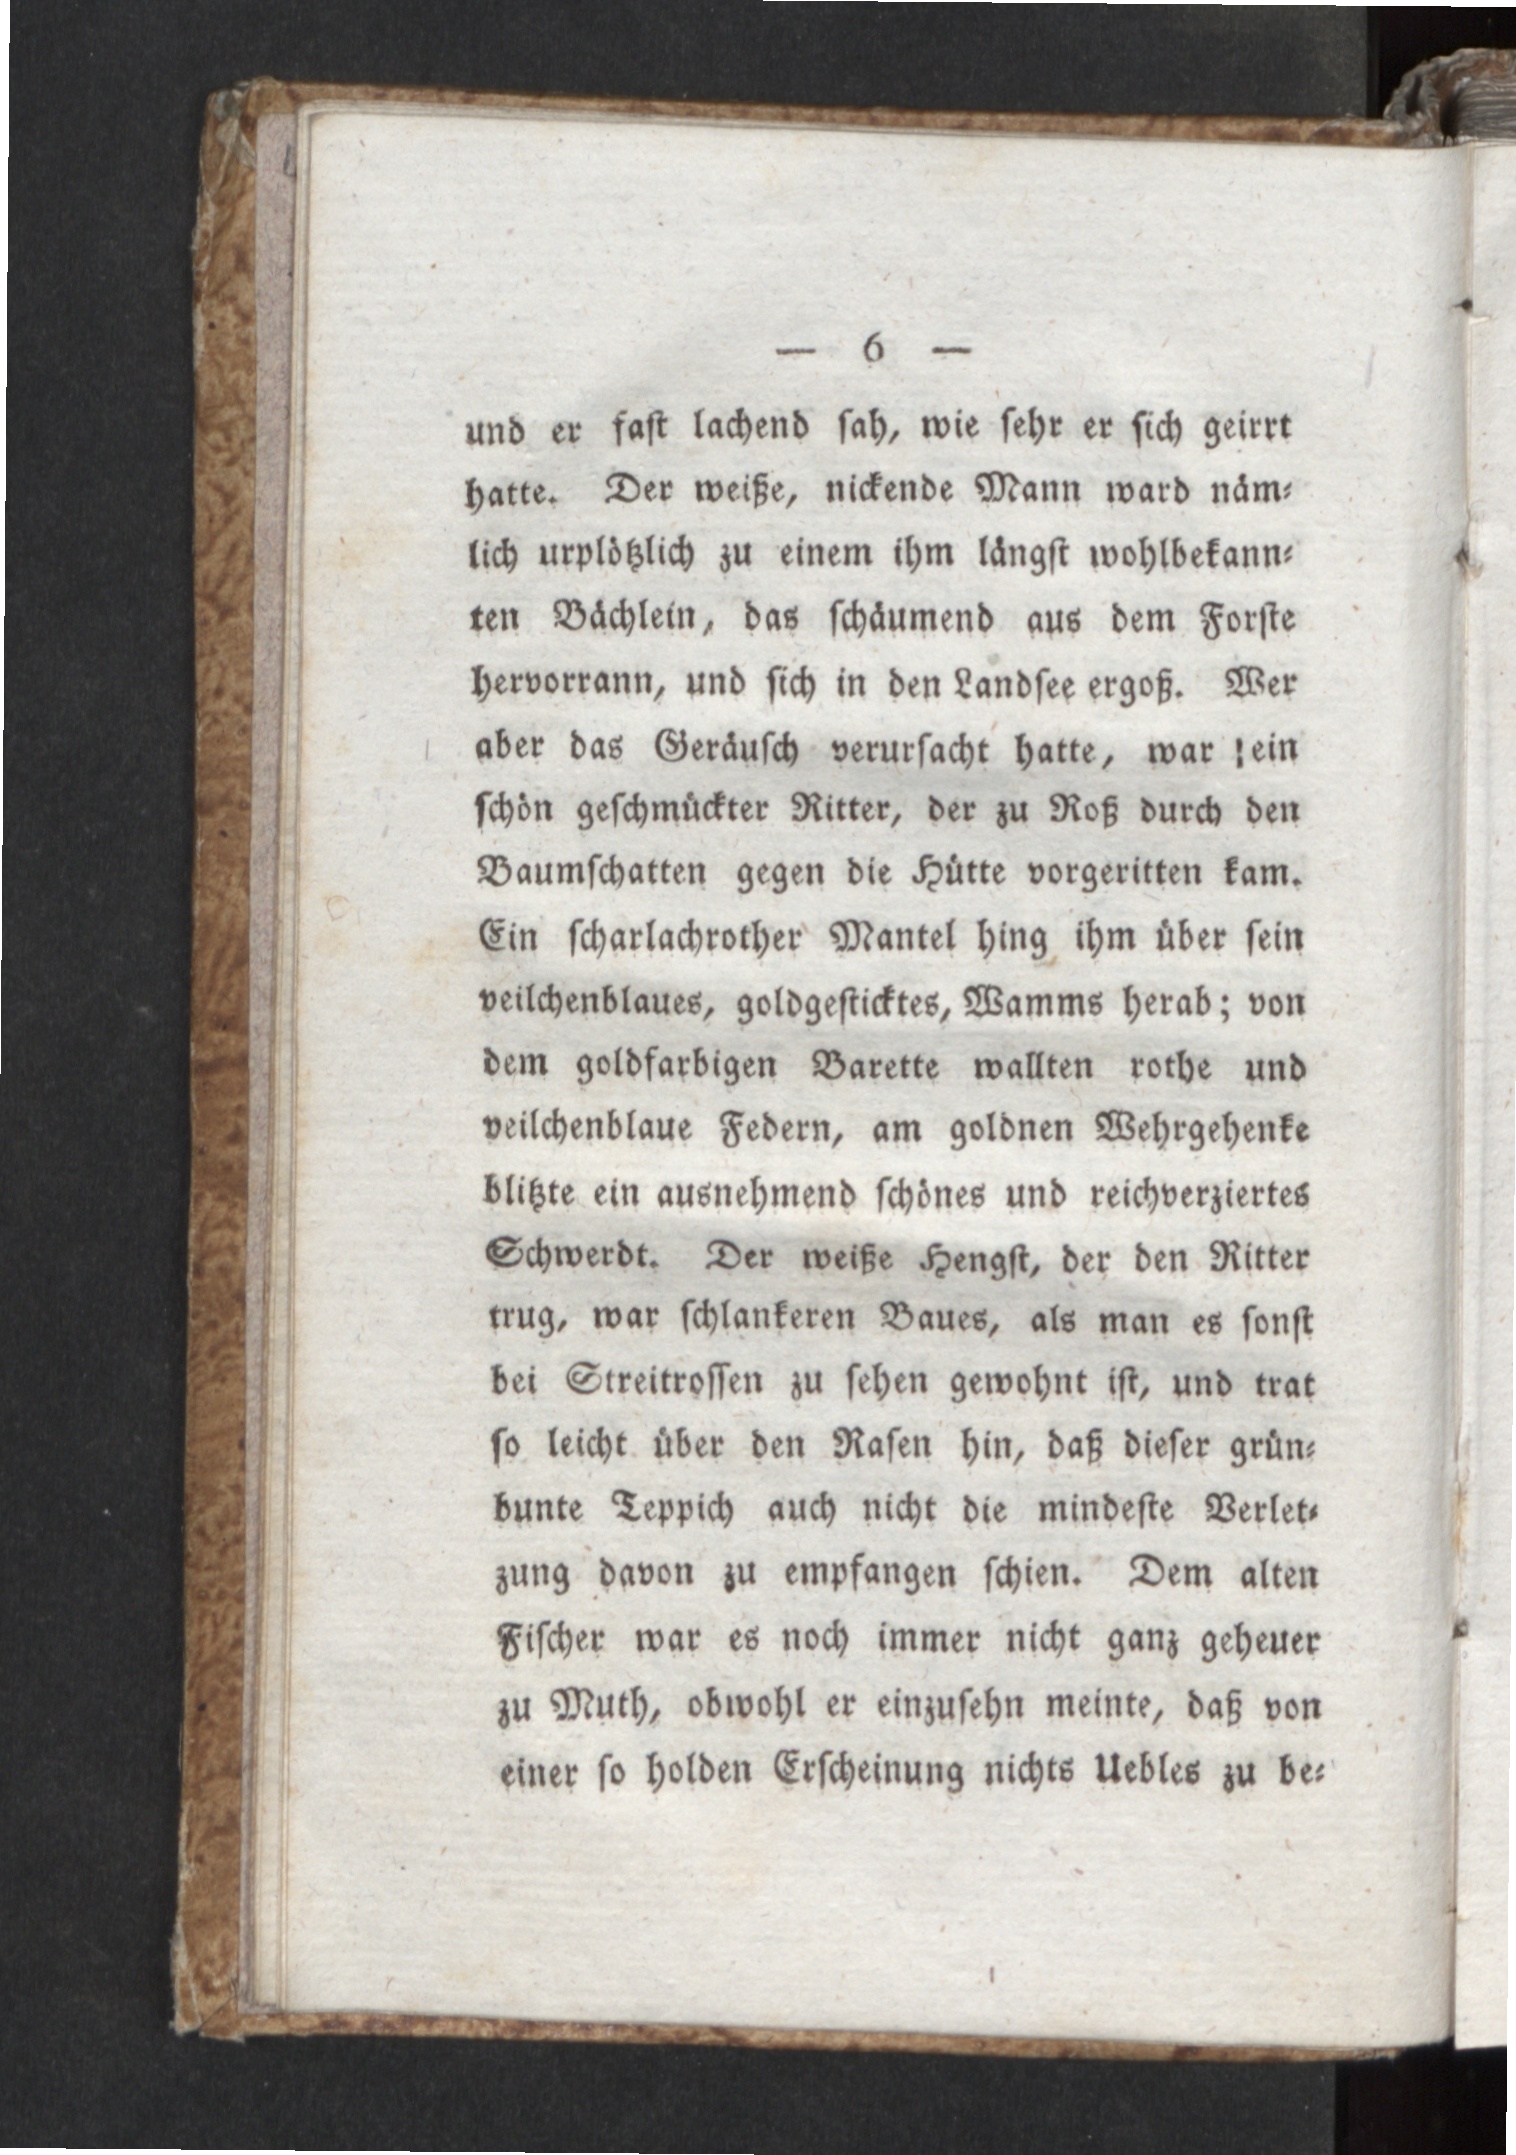 — 6 —
und er faſt lachend ſah, wie ſehr er ſich geirrt
hatte. Der weiße, nickende Mann ward näm⸗
lich urplötzlich zu einem ihm längſt wohlbekann⸗
ten Bächlein, das ſchäumend aus dem Forſte
hervorrann, und ſich in den Landſee ergoß. Wer
aber das Geräuſch verurſacht hatte, war ein
ſchön geſchmückter Ritter, der zu Roß durch den
Baumſchatten gegen die Hütte vorgeritten kam.
Ein ſcharlachrother Mantel hing ihm über ſein
veilchenblaues, goldgeſticktes, Wamms herab; von
dem goldfarbigen Barette wallten rothe und
veilchenblaue Federn, am goldnen Wehrgehenke
blitzte ein ausnehmend ſchönes und reichverziertes
Schwerdt. Der weiße Hengſt, der den Ritter
trug, war ſchlankeren Baues, als man es ſonſt
bei Streitroſſen zu ſehen gewohnt iſt, und trat
ſo leicht über den Raſen hin, daß dieſer grün⸗
bunte Teppich auch nicht die mindeſte Verlet⸗
zung davon zu empfangen ſchien. Dem alten
Fiſcher war es noch immer nicht ganz geheuer
zu Muth, obwohl er einzuſehn meinte, daß von
einer ſo holden Erſcheinung nichts Uebles zu be⸗